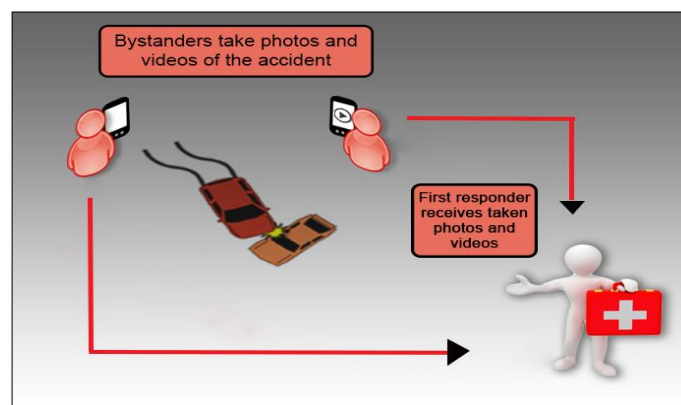 Bystanders take photos and
videos of the accident
First responder
receives taken
photos and
videos